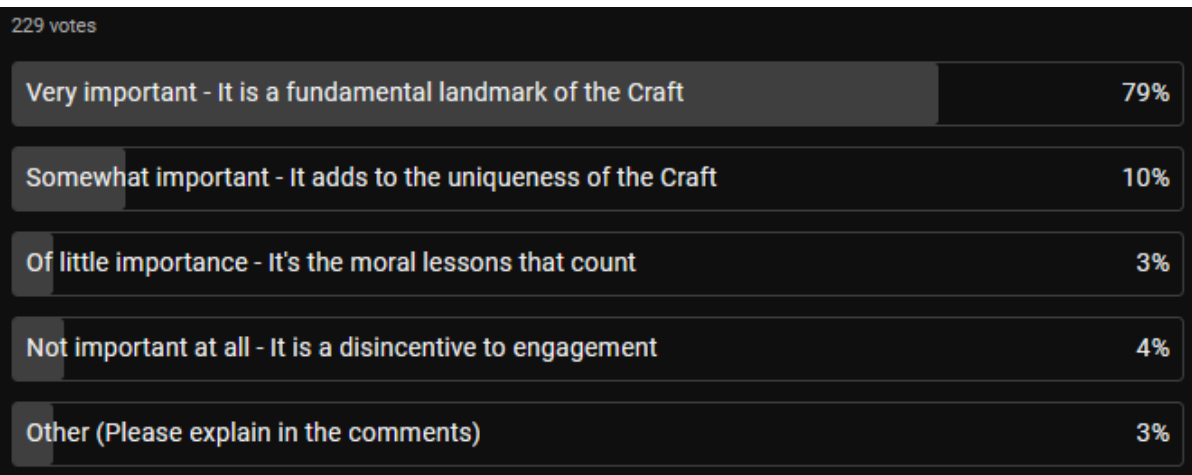 229 votes
Very important - It is a fundamental landmark of the Craft 79%
Somewhat important - It adds to the uniqueness of the Craft 10%
Of little importance - It's the moral lessons that count 3%
Not important at all - It is a disincentive to engagement 4%
Other (Please explain in the comments) 3%